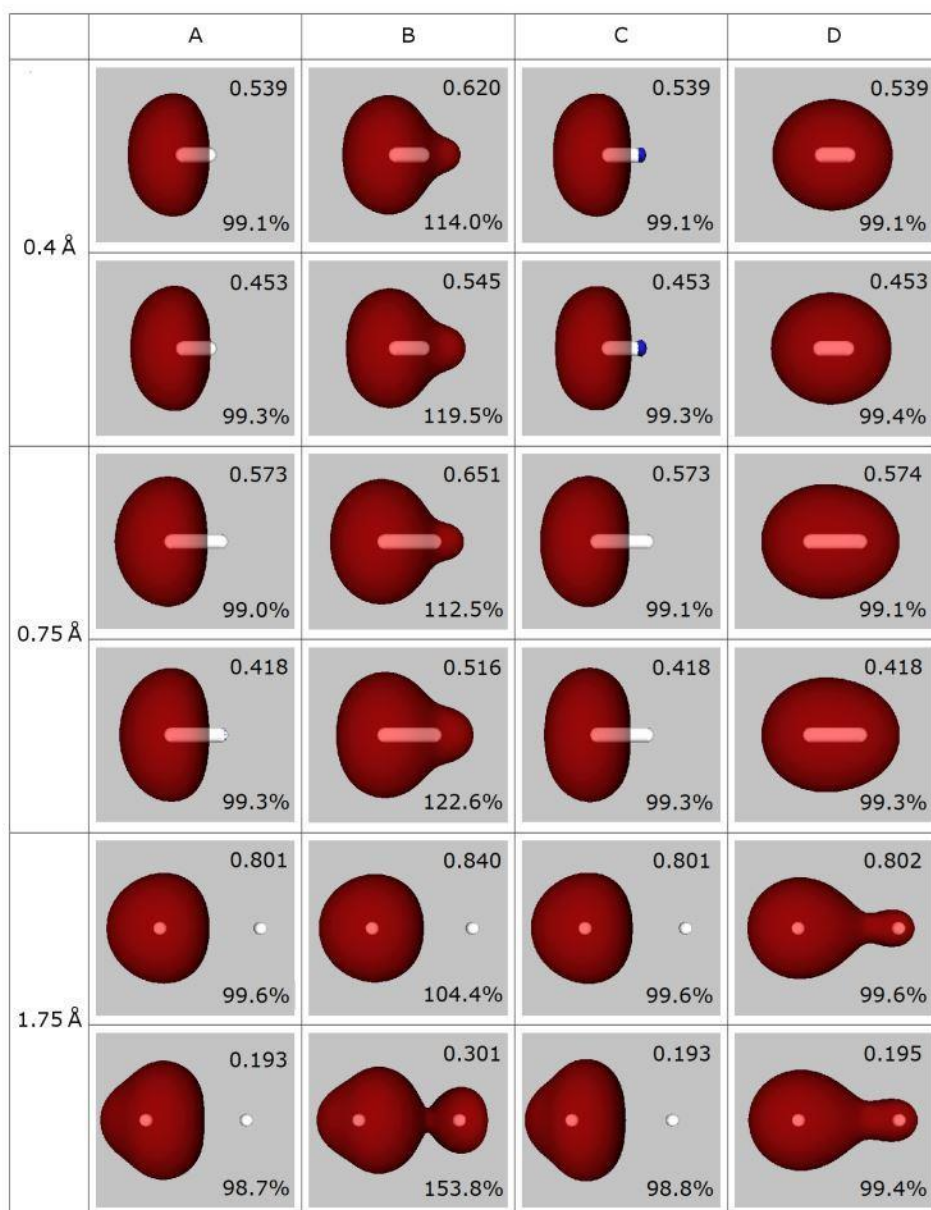 A B C D
0.4 Å
0.539 0.620 0.539 0.539
99.1% 114.0% 99.1% 99.1%
0.453 0.545 0.453 0.453
99.3% 119.5% 99.3% 99.4%
0.75 Å
0.573 0.651 0.573 0.574
99.0% 112.5% 99.1% 99.1%
0.418 0.516 0.418 0.418
99.3% 122.6% 99.3% 99.3%
1.75 Å
0.801 0.840 0.801 0.802
99.6% 104.4% 99.6% 99.6%
0.193 0.301 0.193 0.195
98.7% 153.8% 98.8% 99.4%